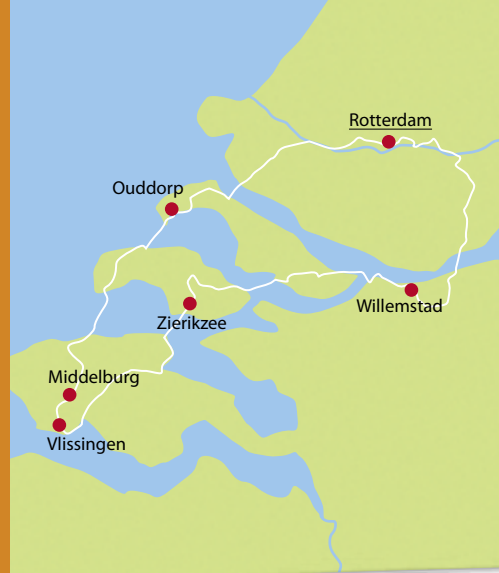 Rotterdam
Ouddorp
Willemstad
Zierikzee
Middelburg
Vlissingen